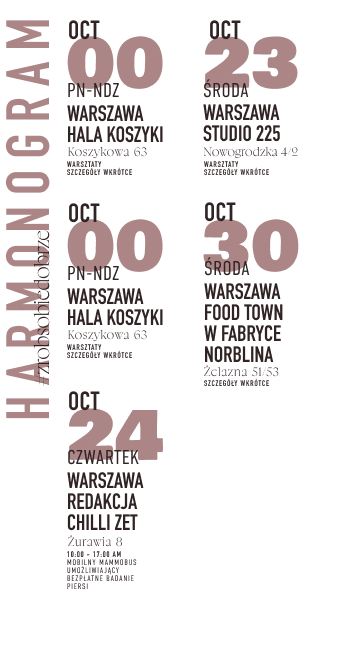 HARMONOGRAM
#zrobsobiedobrze
OCT
00
PN-NDZ
WARSZAWA
HALA KOSZYKI
Koszykowa 63
WARSZTATY
SZCZEGÓŁY WKRÓTCE
OCT
23
ŚRODA
WARSZAWA
STUDIO 225
Nowogrodzka 4/2
WARSZTATY
SZCZEGÓŁY WKRÓTCE
OCT
00
PN-NDZ
WARSZAWA
HALA KOSZYKI
Koszykowa 63
WARSZTATY
SZCZEGÓŁY WKRÓTCE
OCT
30
ŚRODA
WARSZAWA
FOOD TOWN
W FABRYCE
NORBLINA
Żelazna 51/53
SZCZEGÓŁY WKRÓTCE
OCT
24
CZWARTEK
WARSZAWA
REDAKCJA
CHILLI ZET
Żurawia 8
10:00 - 17:00 AM
MOBILNY MAMMOBUS
UMOŻLIWIAJĄCY
BEZPŁATNE BADANIE
PIERSI